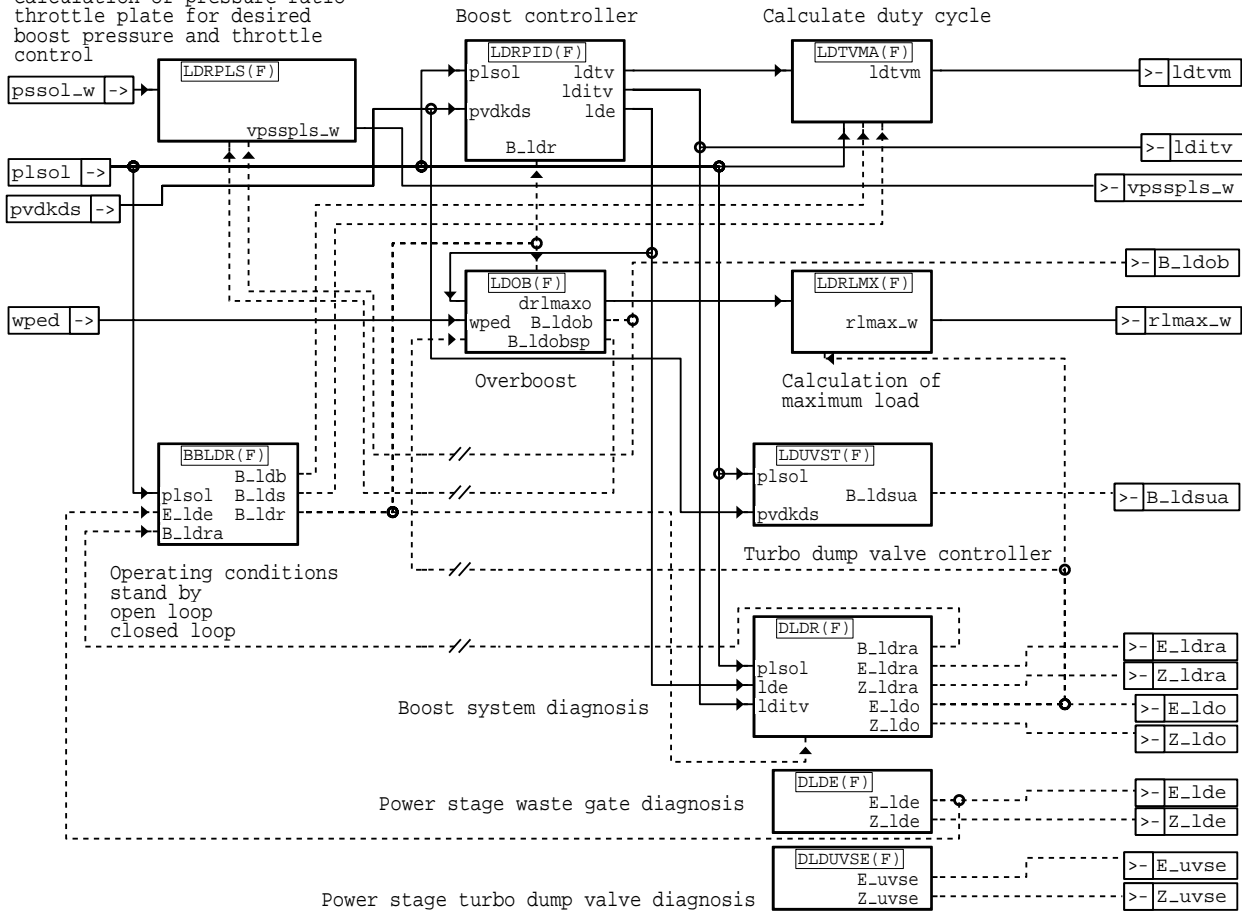 Calculation of pressure ratio
throttle plate for desired
boost pressure and throttle
control
Boost controller
Calculate duty cycle
pssol_w ->
LDRPLS(F)
vpsspls_w
LDRPID(F)
plsol
ldtv
lditv
pvdkds
lde
B_ldr
LDTVMA(F)
ldtvm
>- ldtvm
>- lditv
plsol ->
>- vpsspls_w
pvdkds ->
>- B_ldob
wped ->
LDOB(F)
drlmaxo
wped B_ldob
B_ldobsp
Overboost
LDRLMX(F)
rlmax_w
>- rlmax_w
Calculation of
maximum load
BBLDR(F)
B_ldb
plsol B_lds
E_lde B_ldr
B_ldra
Operating conditions
stand by
open loop
closed loop
LDUVST(F)
plsol
B_ldsua
pvdkds
>- B_ldsua
Turbo dump valve controller
DLDR(F)
B_ldra
plsol E_ldra
lde Z_ldra
lditv E_ldo
Z_ldo
Boost system diagnosis
>- E_ldra
>- Z_ldra
>- E_ldo
>- Z_ldo
DLDE(F)
E_lde
Z_lde
Power stage waste gate diagnosis
>- E_lde
>- Z_lde
DLDUVSE(F)
E_uvse
Z_uvse
Power stage turbo dump valve diagnosis
>- E_uvse
>- Z_uvse